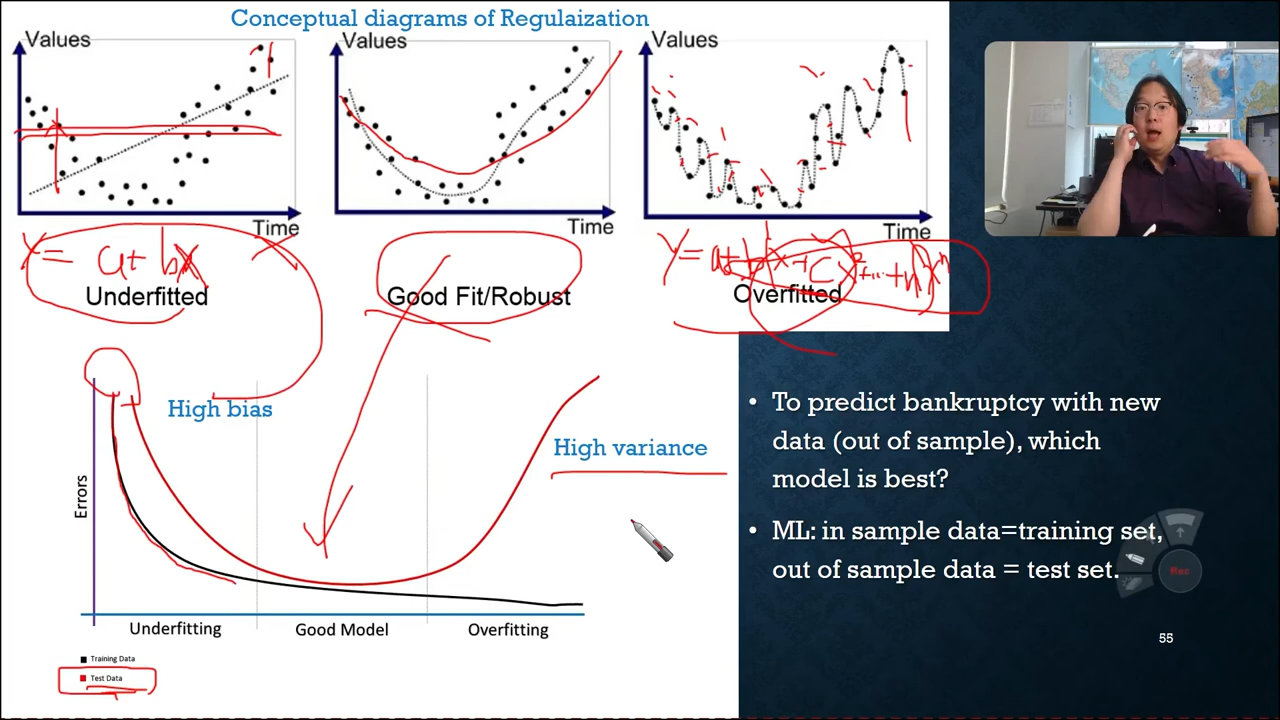 Conceptual diagrams of Regulaization
Values
Values
Values
Time
Time
Time
Y = a+bx
Underfitted
Good Fit/Robust
Overfitted
High bias
High variance
Errors
Underfitting
Good Model
Overfitting
Training Data
Test Data
• To predict bankruptcy with new
data (out of sample), which
model is best?
• ML: in sample data=training set,
out of sample data = test set.
Rec
55